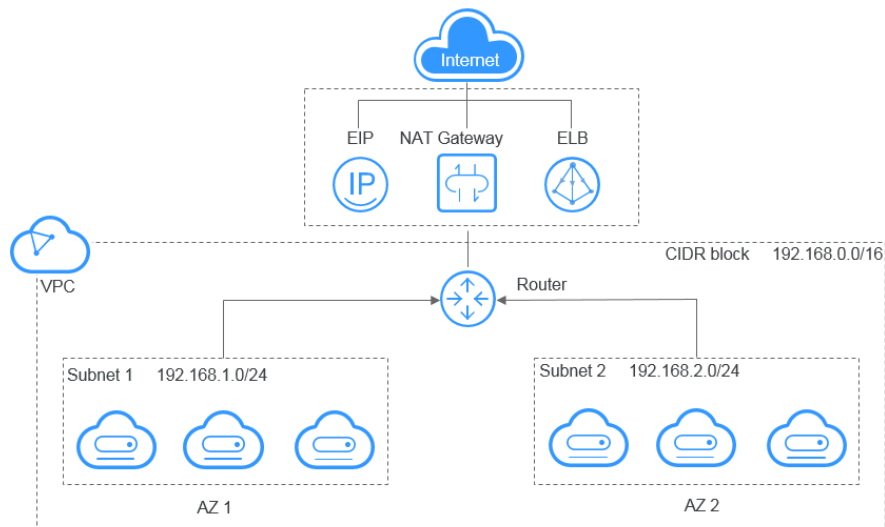 Internet
EIP NAT Gateway ELB
IP
CIDR block 192.168.0.0/16
VPC
Router
Subnet 1 192.168.1.0/24
Subnet 2 192.168.2.0/24
AZ 1
AZ 2